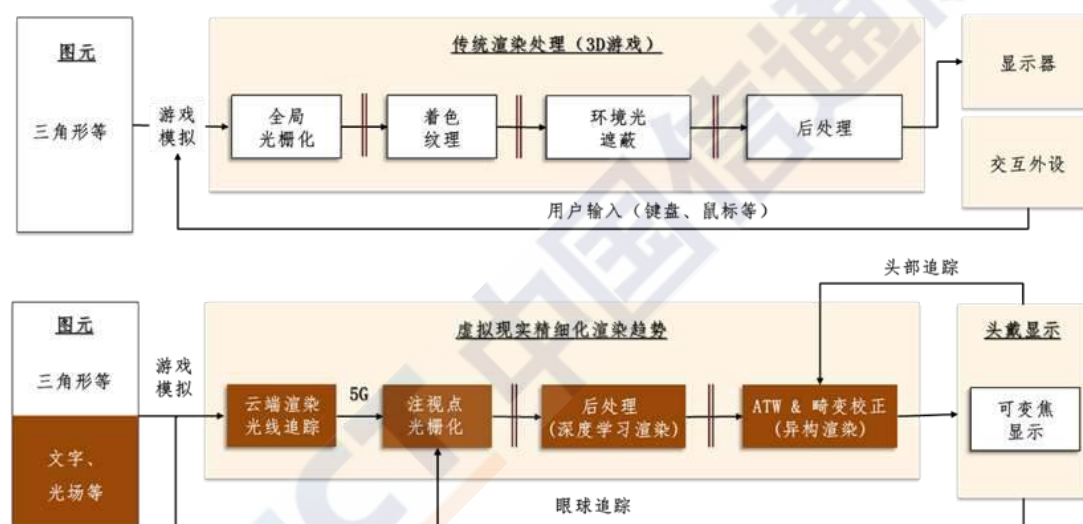 图元
三角形等
游戏
模拟
传统渲染处理（3D游戏）
全局
光栅化
着色
纹理
环境光
遮蔽
后处理
显示器
交互外设
用户输入（键盘、鼠标等）
头部追踪
图元
三角形等
文字、
光场等
游戏
模拟
虚拟现实精细化渲染趋势
云端渲染
光线追踪
5G
注视点
光栅化
后处理
(深度学习渲染)
ATW & 畸变校正
(异构渲染)
头戴显示
可变焦
显示
眼球追踪
中国信通